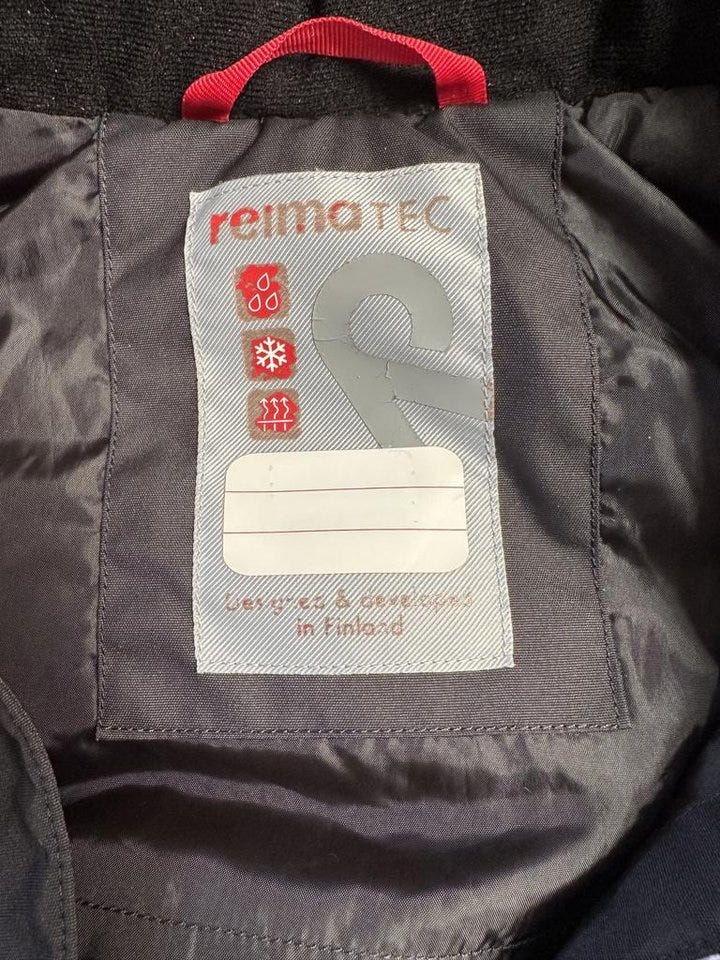 reimaTEC
Designed & developed
in Finland